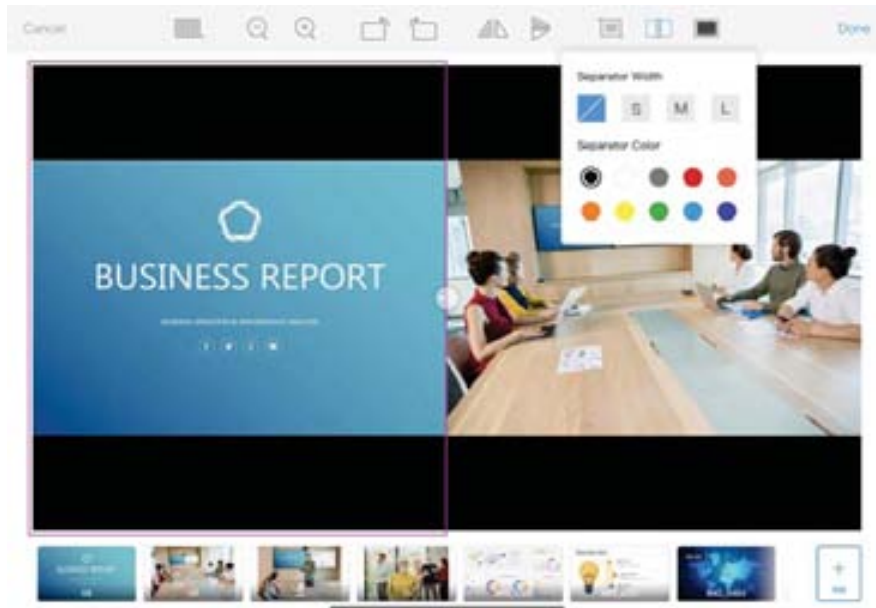 Cancel
Done
Separator Width
S M L
Separator Color
BUSINESS REPORT